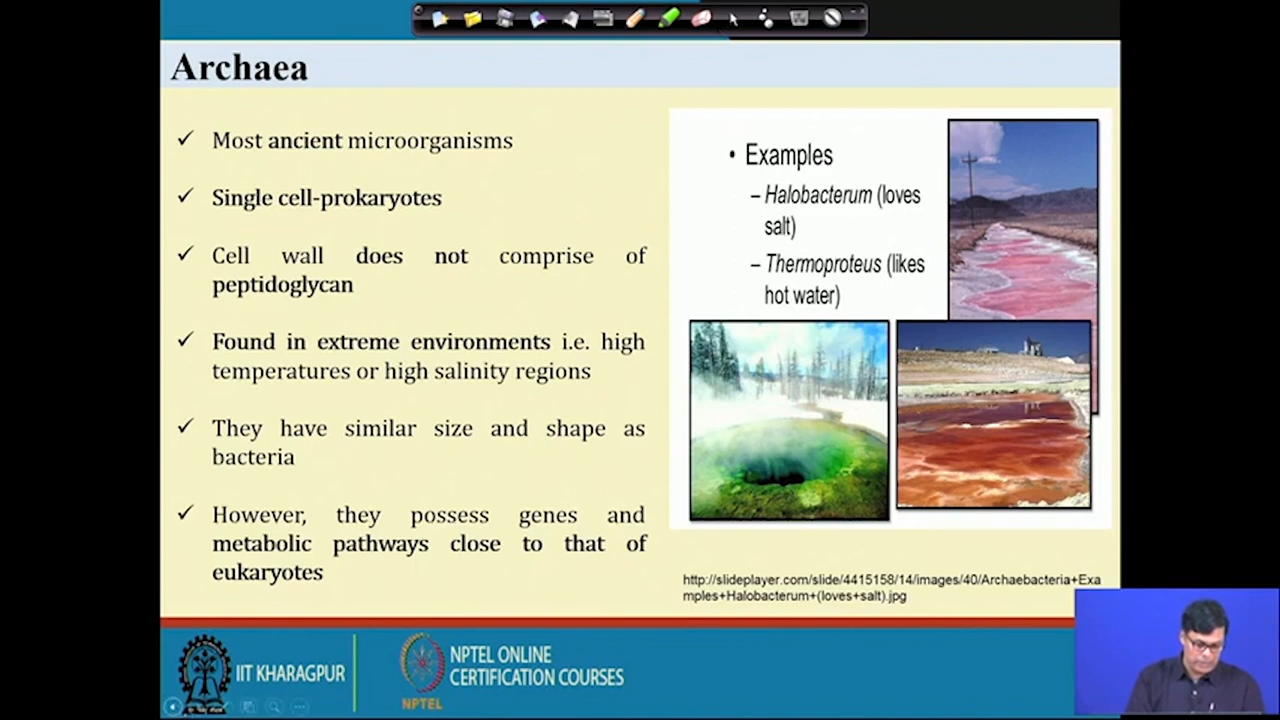 Archaea
✓ Most ancient microorganisms
✓ Single cell-prokaryotes
✓ Cell wall does not comprise of
peptidoglycan
✓ Found in extreme environments i.e. high
temperatures or high salinity regions
✓ They have similar size and shape as
bacteria
✓ However, they possess genes and
metabolic pathways close to that of
eukaryotes
• Examples
– Halobacterum (loves
salt)
– Thermoproteus (likes
hot water)
http://slideplayer.com/slide/4415158/14/images/40/Archaebacteria+Exa
mples+Halobacterum+(loves+salt).jpg
IIT KHARAGPUR
NPTEL
NPTEL ONLINE
CERTIFICATION COURSES